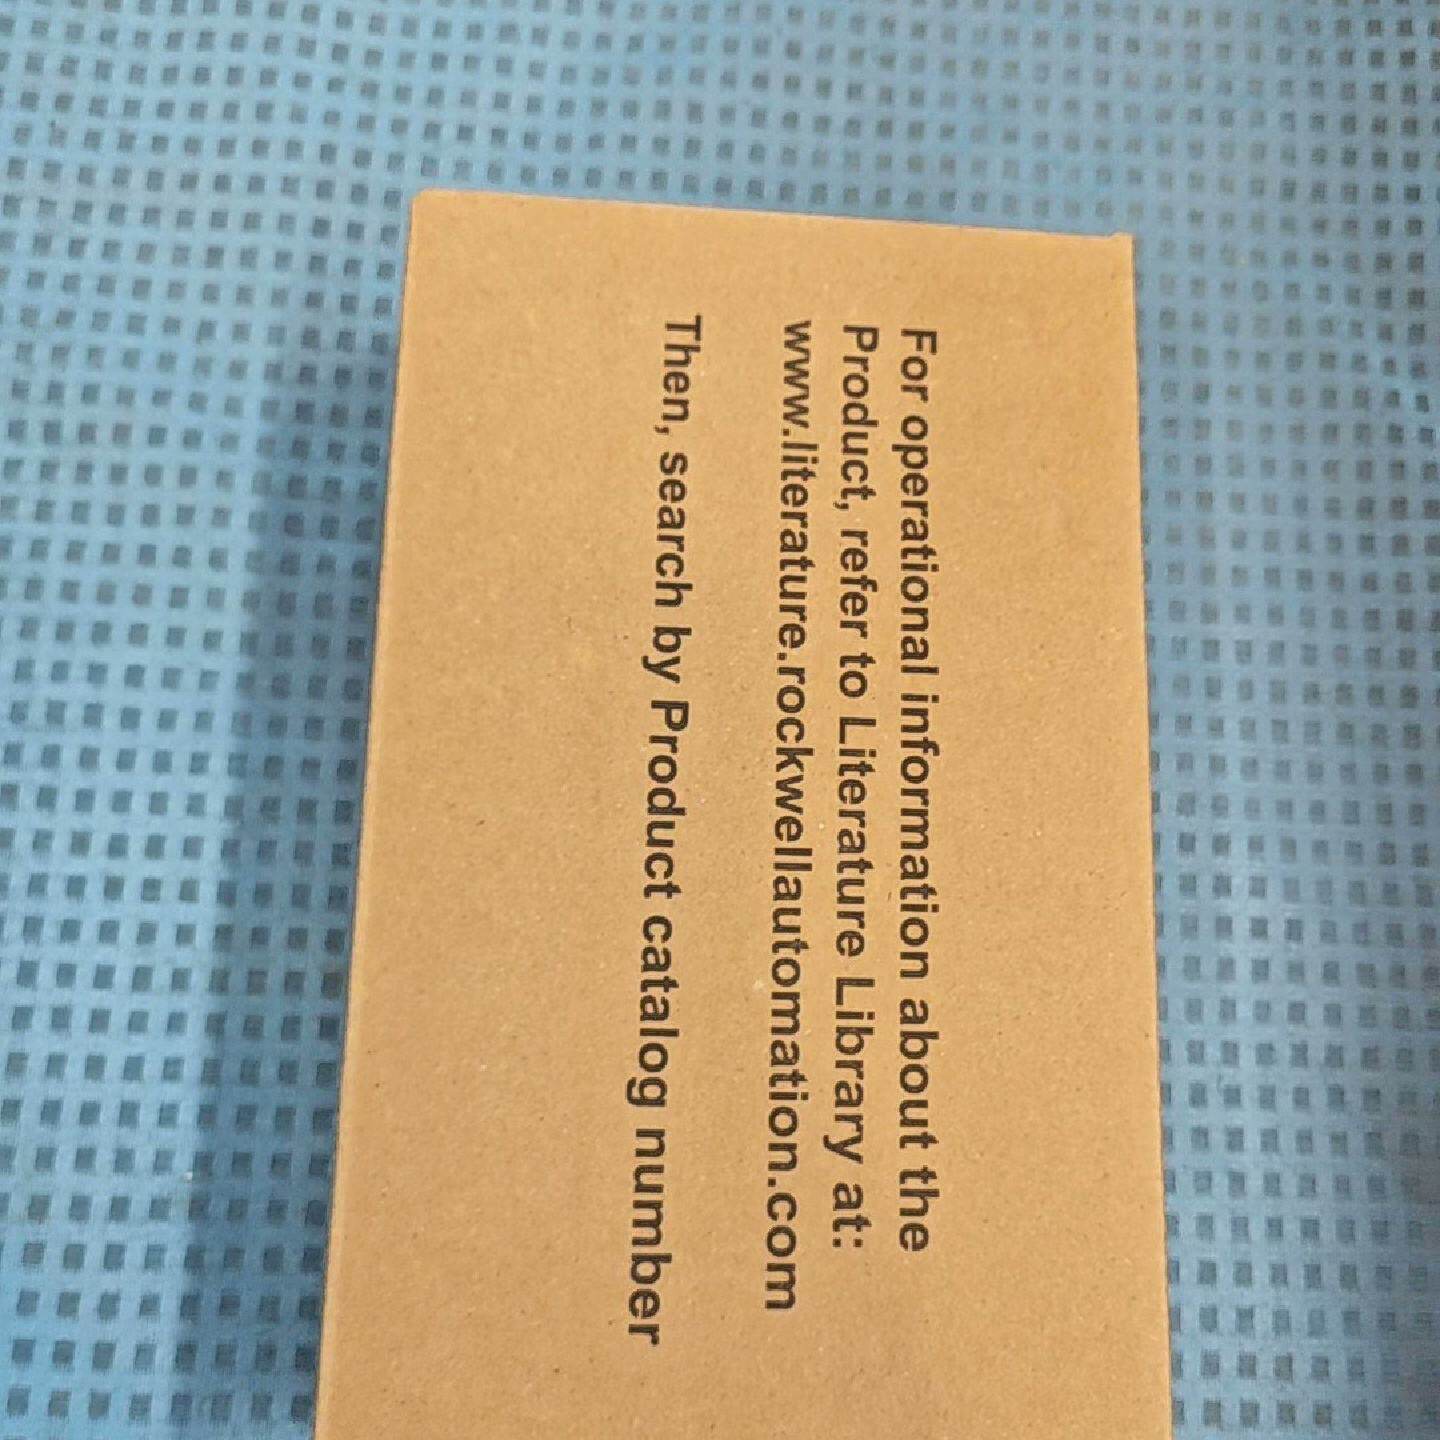 For operational information about the
Product, refer to Literature Library at:
www.literature.rockwellautomation.com
Then, search by Product catalog number